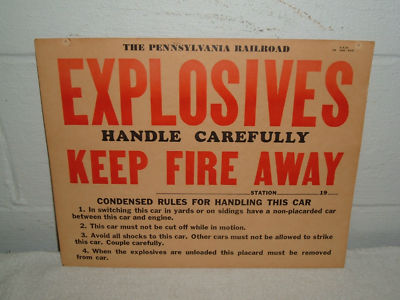 THE PENNSYLVANIA RAILROAD
EXPLOSIVES
HANDLE CAREFULLY
KEEP FIRE AWAY
STATION 19
CONDENSED RULES FOR HANDLING THIS CAR
1. In switching this car in yards or on sidings have a non-placarded car
between this car and engine.
2. This car must not be cut off while in motion.
3. Avoid all shocks to this car. Other cars must not be allowed to strike
this car. Couple carefully.
4. When the explosives are unloaded this placard must be removed
from car.